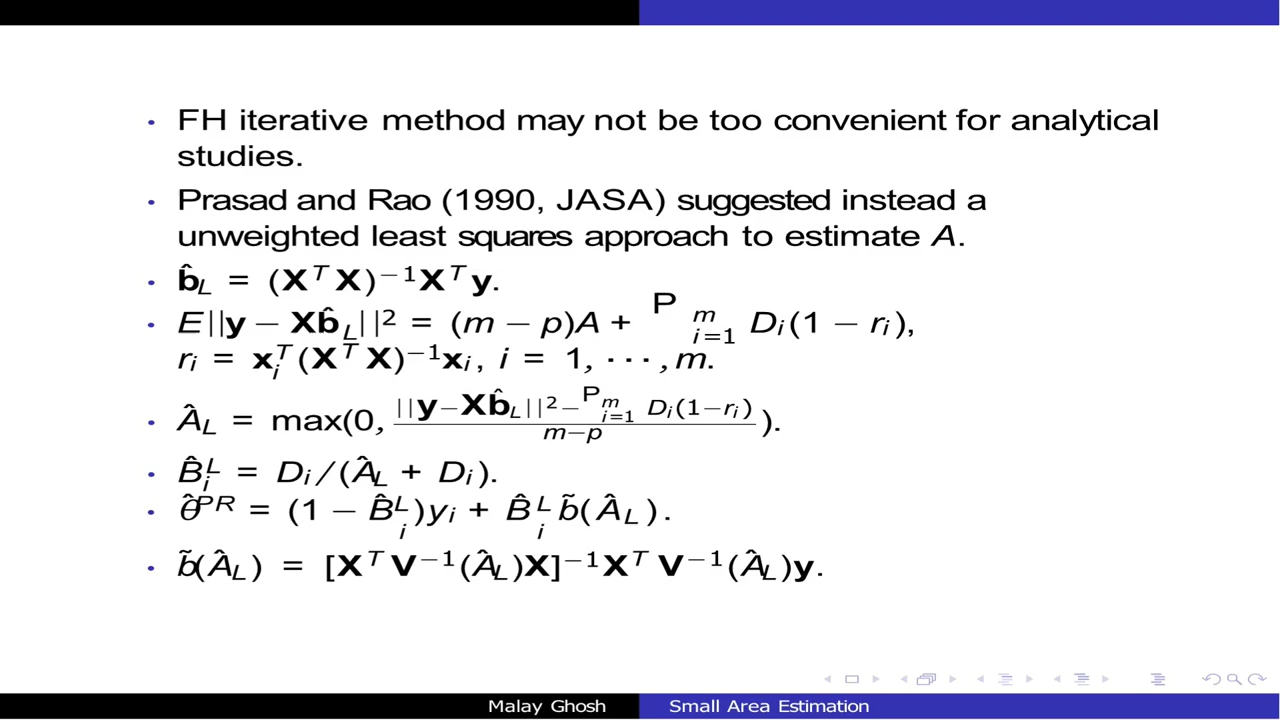 • FH iterative method may not be too convenient for analytical
studies.
• Prasad and Rao (1990, JASA) suggested instead a
unweighted least squares approach to estimate A.
• b̂_L = (X^T X)^−1 X^T y.
• E||y − Xb̂_L||^2 = (m − p)A + P^m_{i=1} D_i(1 − r_i),
r_i = x_i^T (X^T X)^−1 x_i, i = 1, ··· , m.
• Â_L = max(0, (||y−Xb̂_L||^2 − P^m_{i=1} D_i(1−r_i)) / (m−p)).
• B̂_i^L = D_i/(Â_L + D_i).
• θ̂^PR = (1 − B̂_i^L)y_i + B̂_i^L b̃(Â_L).
• b̃(Â_L) = [X^T V^−1(Â_L)X]^−1 X^T V^−1(Â_L)y.
Malay Ghosh Small Area Estimation